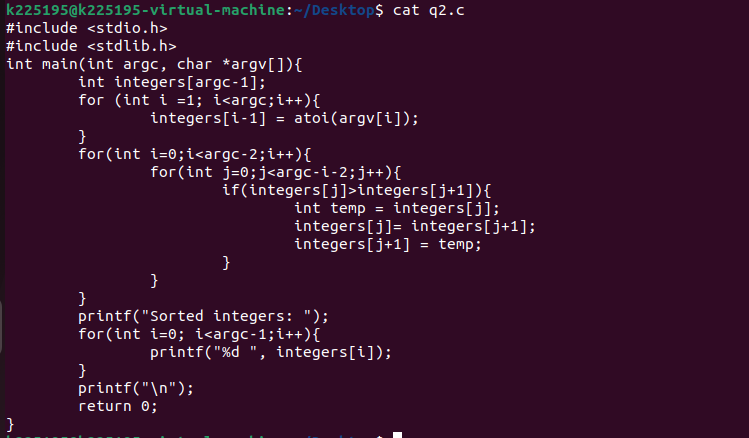 k225195@k225195-virtual-machine:~/Desktop$ cat q2.c
#include <stdio.h>
#include <stdlib.h>
int main(int argc, char *argv[]){
        int integers[argc-1];
        for (int i =1; i<argc;i++){
                integers[i-1] = atoi(argv[i]);
        }
        for(int i=0;i<argc-2;i++){
                for(int j=0;j<argc-i-2;j++){
                        if(integers[j]>integers[j+1]){
                                int temp = integers[j];
                                integers[j]= integers[j+1];
                                integers[j+1] = temp;
                        }
                }
        }
        printf("Sorted integers: ");
        for(int i=0; i<argc-1;i++){
                printf("%d ", integers[i]);
        }
        printf("\n");
        return 0;
}